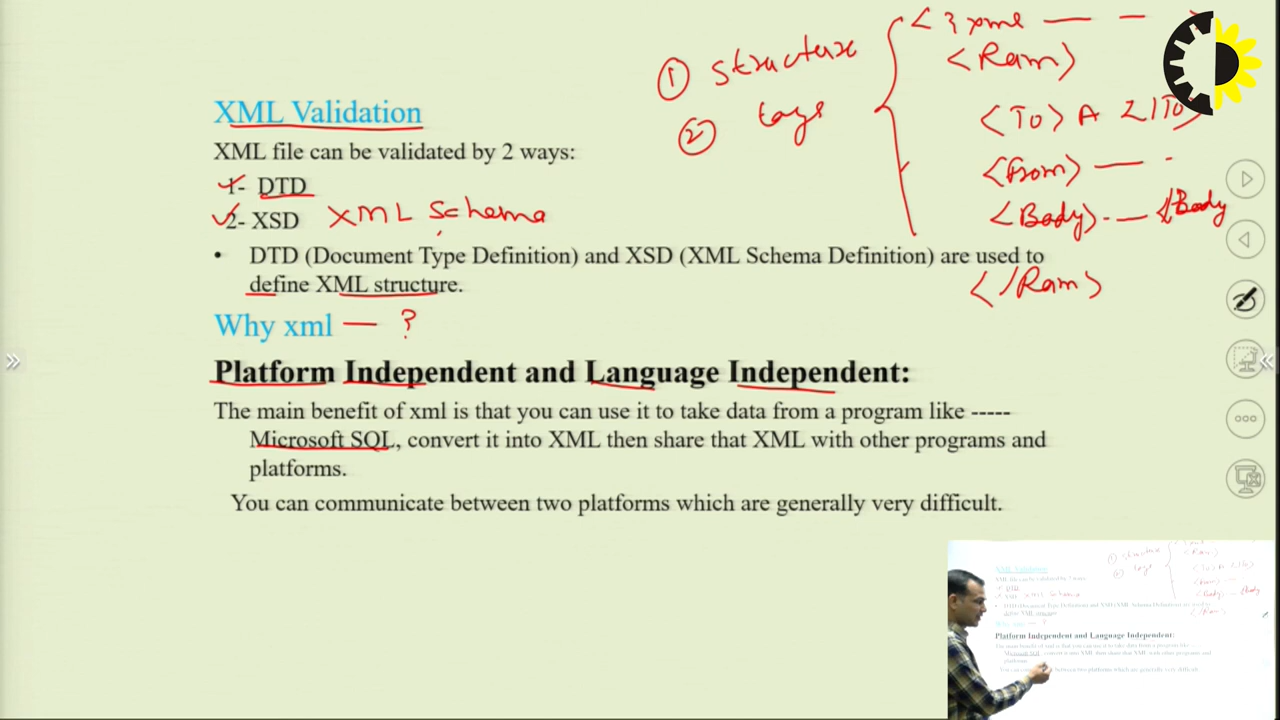 XML Validation
XML file can be validated by 2 ways:
1- DTD
2- XSD XML Schema
• DTD (Document Type Definition) and XSD (XML Schema Definition) are used to
define XML structure.
Why xml — ?
Platform Independent and Language Independent:
The main benefit of xml is that you can use it to take data from a program like -----
Microsoft SQL, convert it into XML then share that XML with other programs and
platforms.
You can communicate between two platforms which are generally very difficult.
① structure
② tags
<?xml — -
<Ram>
<To> A </To>
<from> — -
<Body> - — </Body
</Ram>